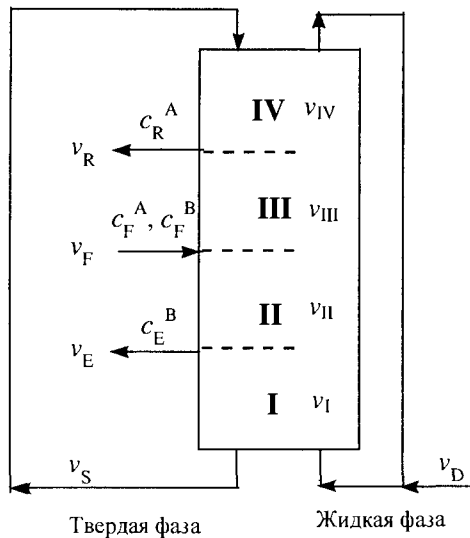 IV v_IV
c_R^A
v_R
III v_III
c_F^A, c_F^B
v_F
II v_II
c_E^B
v_E
I v_I
v_S v_D
Твердая фаза Жидкая фаза